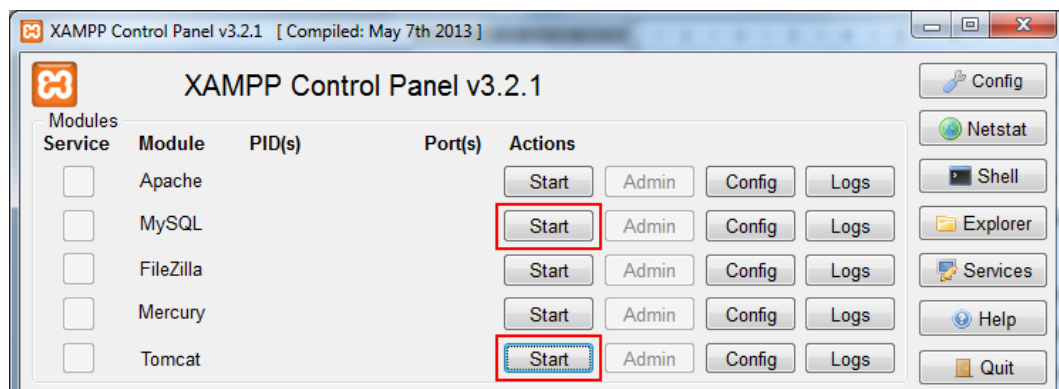 XAMPP Control Panel v3.2.1 [ Compiled: May 7th 2013 ]
XAMPP Control Panel v3.2.1
Config
Modules
Netstat
Service Module PID(s) Port(s) Actions
Apache Start Admin Config Logs
Shell
MySQL Start Admin Config Logs
Explorer
FileZilla Start Admin Config Logs
Services
Mercury Start Admin Config Logs
Help
Tomcat Start Admin Config Logs
Quit